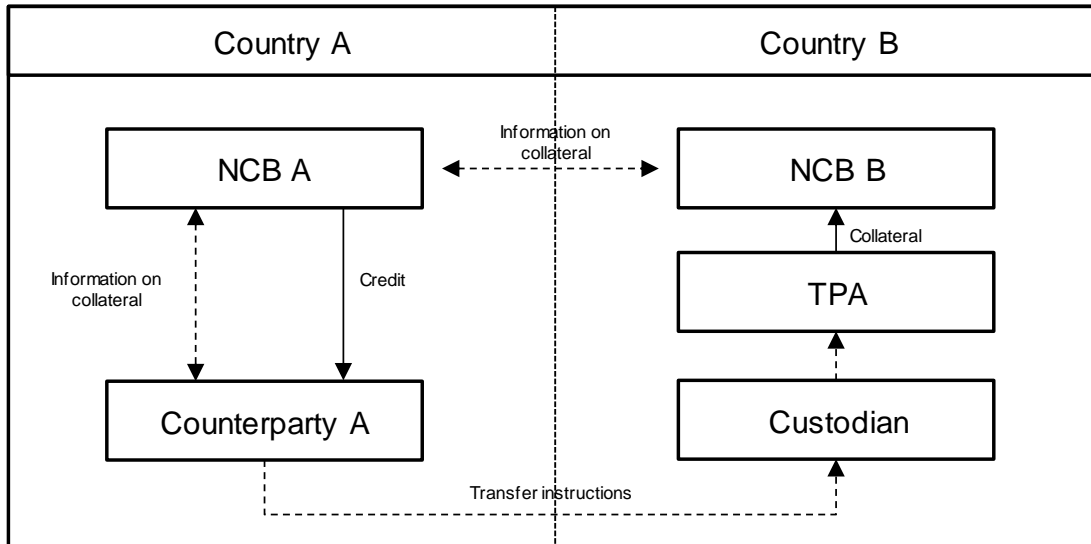 Country A
Country B
Information on
collateral
NCB A
NCB B
Collateral
Information on
collateral
Credit
TPA
Counterparty A
Custodian
Transfer instructions